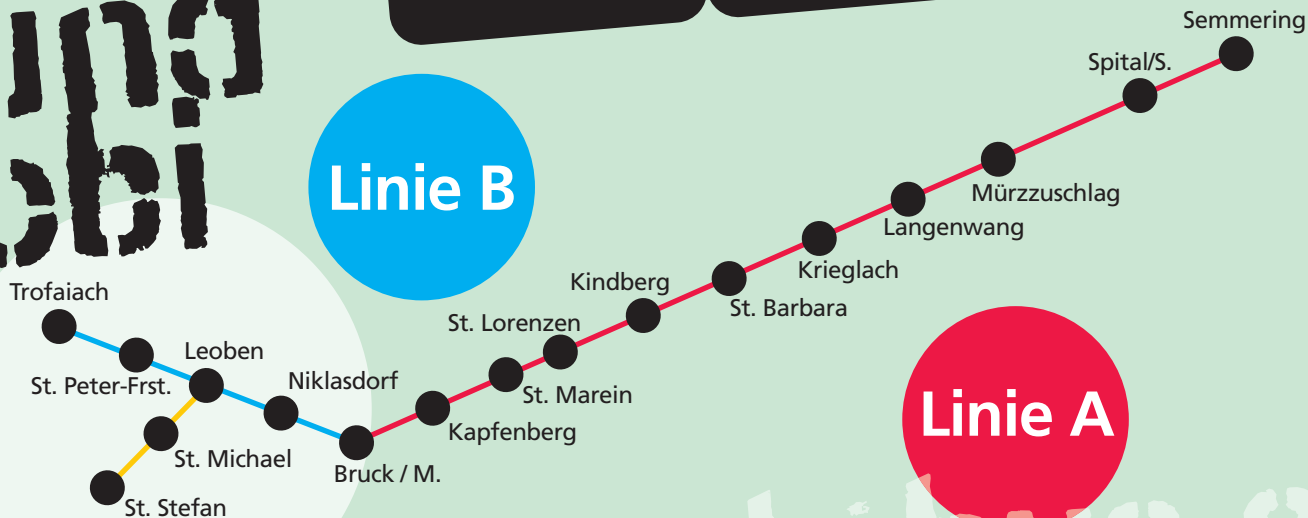 Semmering
Spital/S.
Linie B
Mürzzuschlag
Langenwang
Krieglach
Kindberg
Trofaiach
St. Barbara
St. Lorenzen
Leoben
Niklasdorf
St. Peter-Frst.
St. Marein
Linie A
Kapfenberg
St. Michael
Bruck / M.
St. Stefan